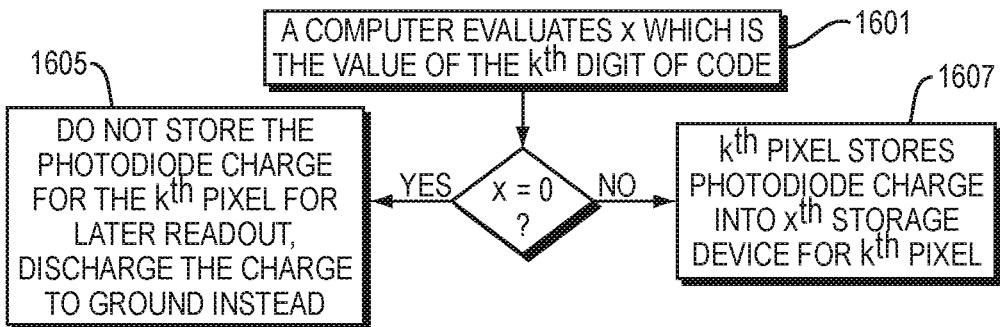 A COMPUTER EVALUATES X WHICH IS
THE VALUE OF THE kth DIGIT OF CODE
1601
1605
DO NOT STORE THE
PHOTODIODE CHARGE
FOR THE kth PIXEL FOR
LATER READOUT,
DISCHARGE THE CHARGE
TO GROUND INSTEAD
YES
X = 0
?
NO
1607
kth PIXEL STORES
PHOTODIODE CHARGE
INTO xth STORAGE
DEVICE FOR kth PIXEL